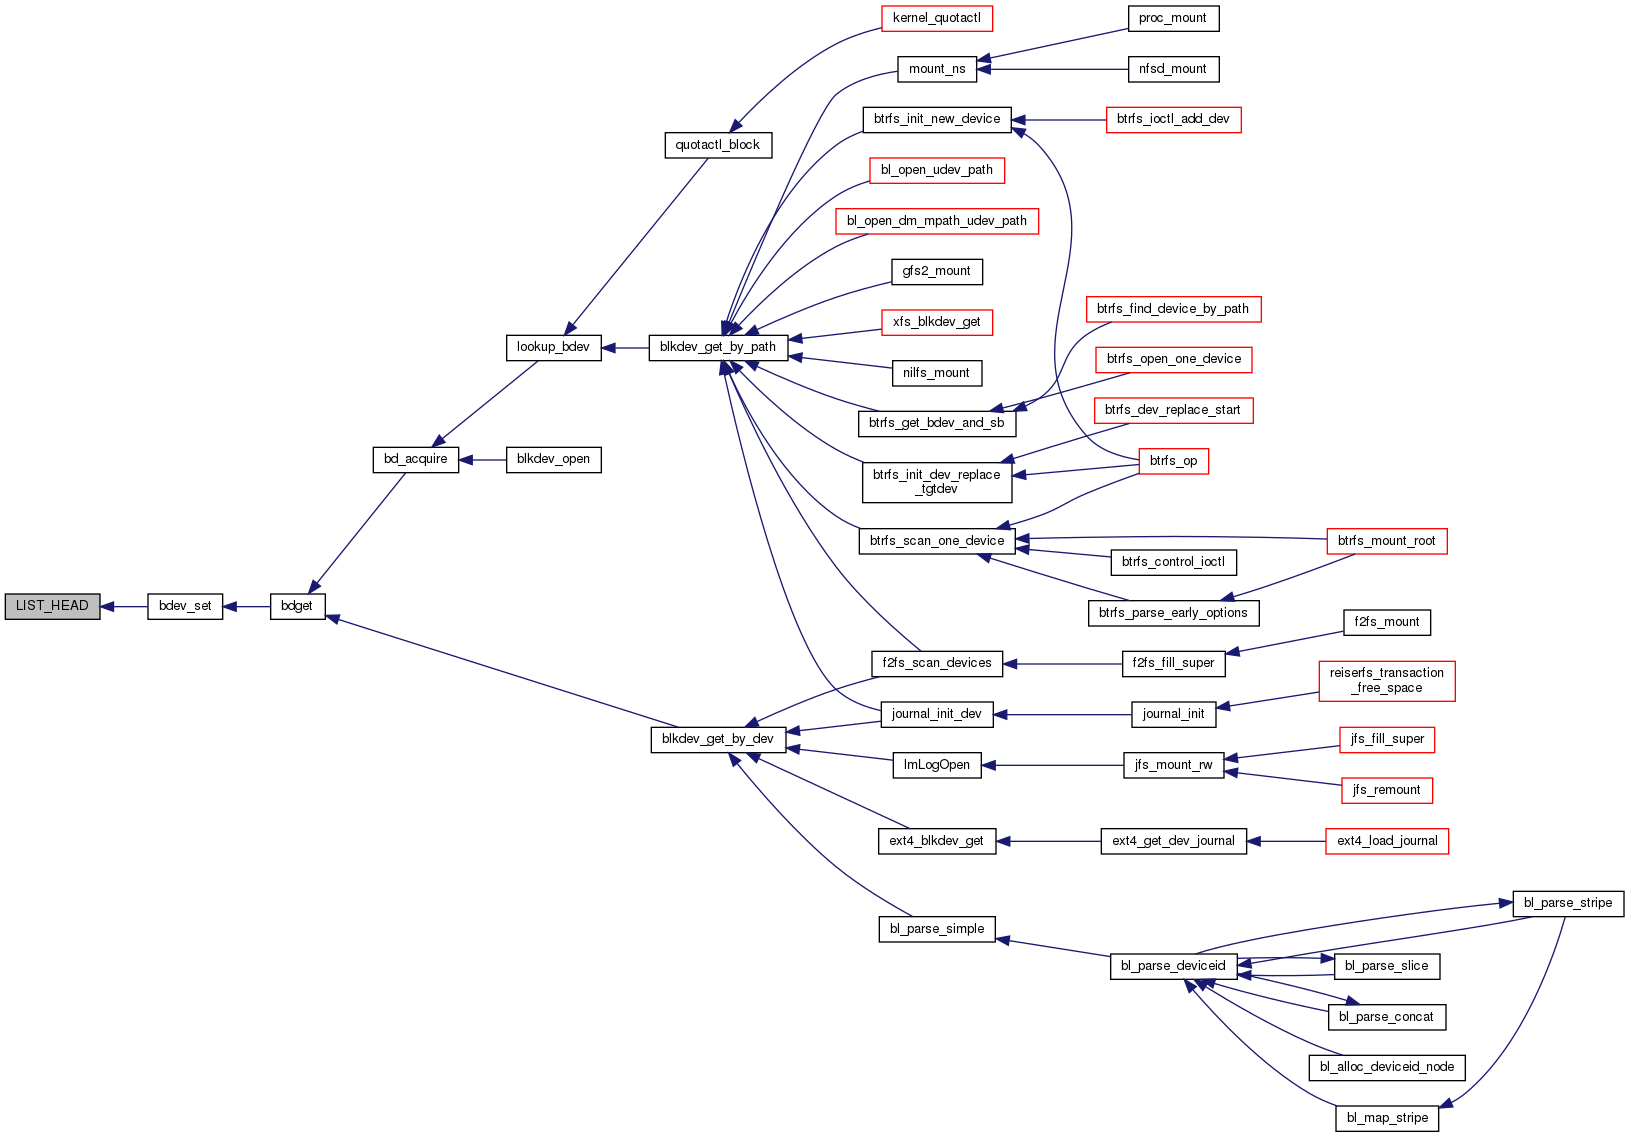 kernel_quotactl
proc_mount
mount_ns
nfsd_mount
btrfs_init_new_device
btrfs_ioctl_add_dev
quotactl_block
bl_open_udev_path
bl_open_dm_mpath_udev_path
gfs2_mount
btrfs_find_device_by_path
xfs_blkdev_get
lookup_bdev
blkdev_get_by_path
btrfs_open_one_device
nilfs_mount
btrfs_dev_replace_start
btrfs_get_bdev_and_sb
bd_acquire
blkdev_open
btrfs_op
btrfs_init_dev_replace
_tgtdev
btrfs_scan_one_device
btrfs_mount_root
btrfs_control_ioctl
LIST_HEAD
bdev_set
bdget
btrfs_parse_early_options
f2fs_mount
f2fs_scan_devices
f2fs_fill_super
reiserfs_transaction
_free_space
journal_init_dev
journal_init
blkdev_get_by_dev
jfs_fill_super
lmLogOpen
jfs_mount_rw
jfs_remount
ext4_blkdev_get
ext4_get_dev_journal
ext4_load_journal
bl_parse_stripe
bl_parse_simple
bl_parse_deviceid
bl_parse_slice
bl_parse_concat
bl_alloc_deviceid_node
bl_map_stripe